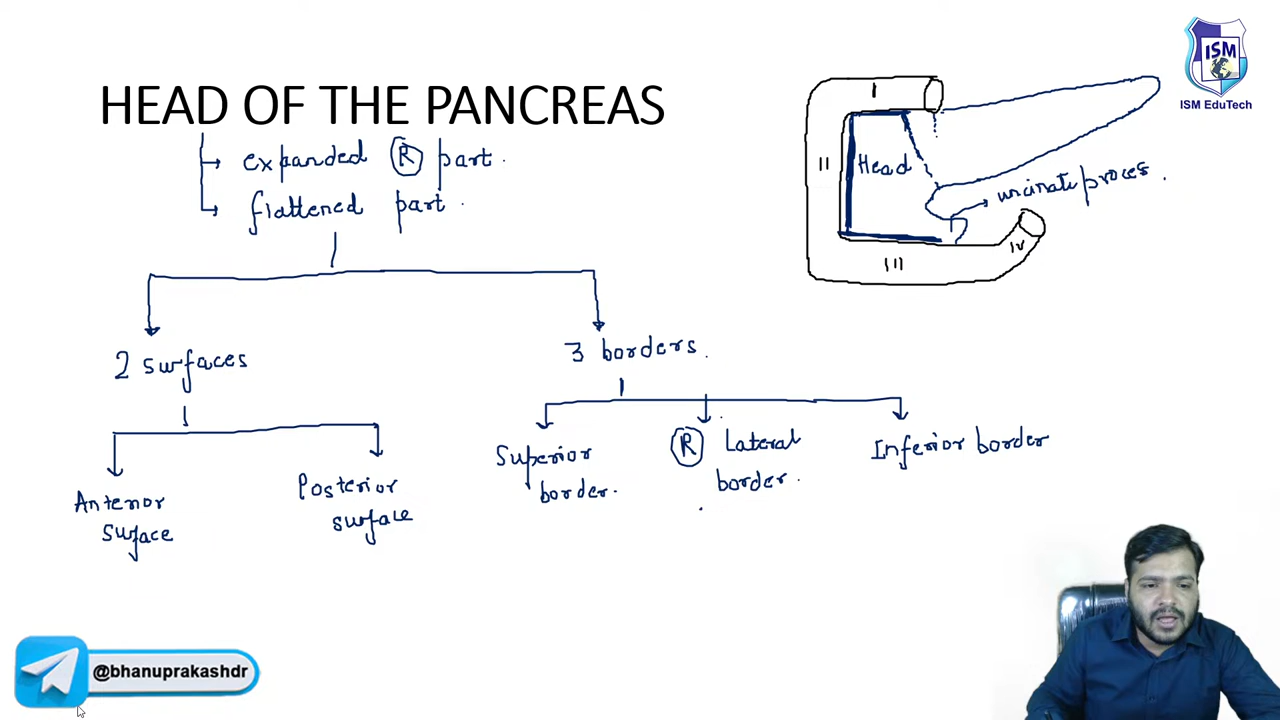 ISM
ISM EduTech
HEAD OF THE PANCREAS
expanded R part.
flattened part.
I
II
Head
uncinate proces.
III
IV
2 surfaces
3 borders.
Anterior
Surface
Posterior
surface
Superior
border.
R Lateral
border.
Inferior border
@bhanuprakashdr